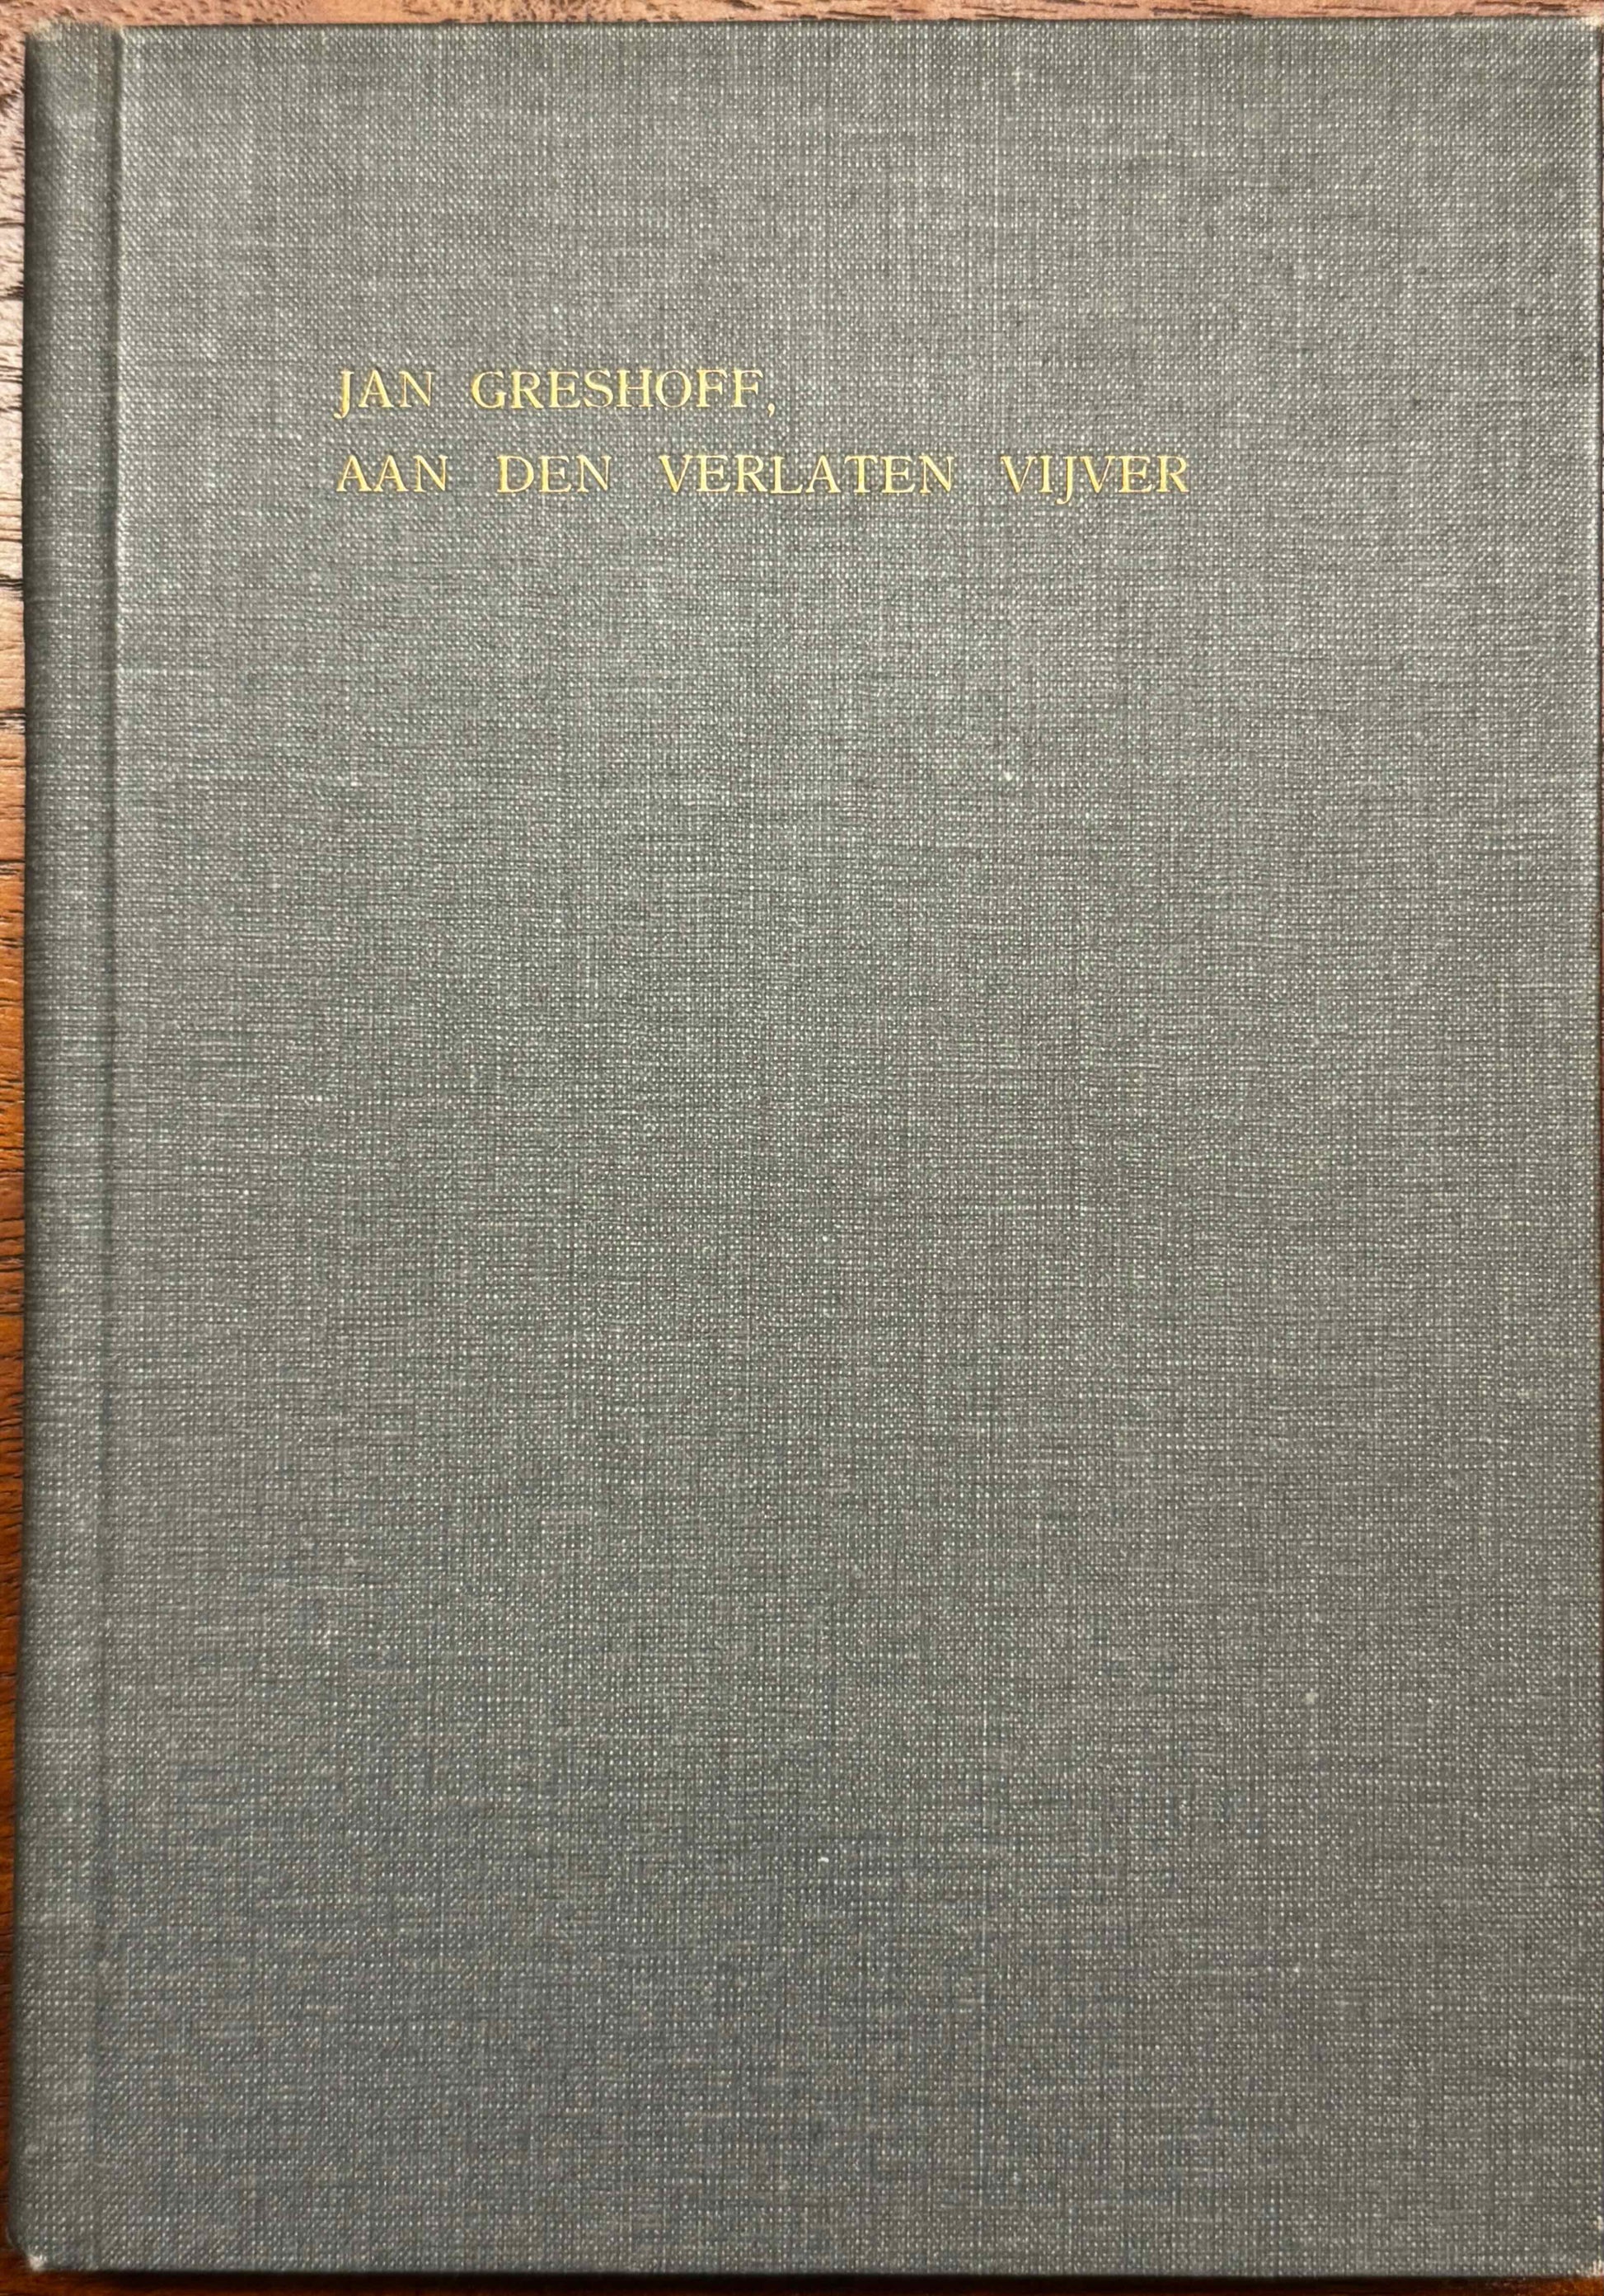 JAN GRESHOFF,
AAN DEN VERLATEN VIJVER